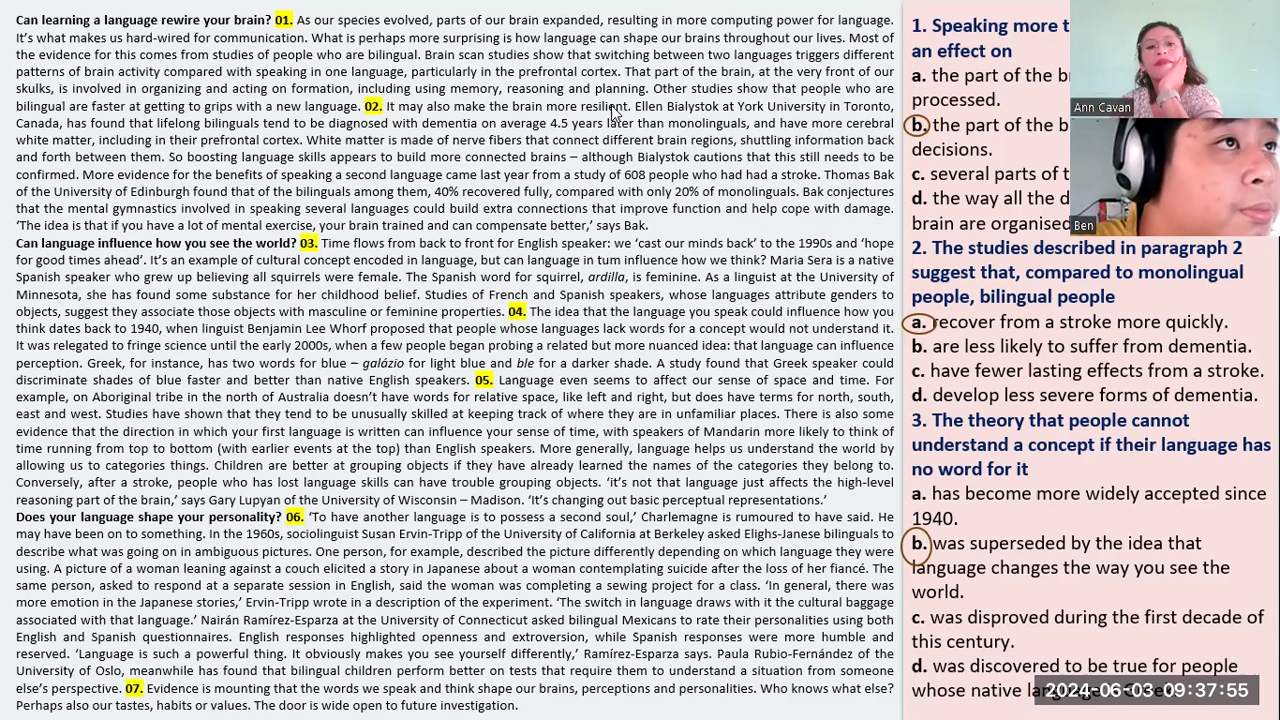 Can learning a language rewire your brain? 01. As our species evolved, parts of our brain expanded, resulting in more computing power for language.
It's what makes us hard-wired for communication. What is perhaps more surprising is how language can shape our brains throughout our lives. Most of
the evidence for this comes from studies of people who are bilingual. Brain scan studies show that switching between two languages triggers different
patterns of brain activity compared with speaking in one language, particularly in the prefrontal cortex. That part of the brain, at the very front of our
skulks, is involved in organizing and acting on formation, including using memory, reasoning and planning. Other studies show that people who are
bilingual are faster at getting to grips with a new language. 02. It may also make the brain more resilient. Ellen Bialystok at York University in Toronto,
Canada, has found that lifelong bilinguals tend to be diagnosed with dementia on average 4.5 years later than monolinguals, and have more cerebral
white matter, including in their prefrontal cortex. White matter is made of nerve fibers that connect different brain regions, shuttling information back
and forth between them. So boosting language skills appears to build more connected brains – although Bialystok cautions that this still needs to be
confirmed. More evidence for the benefits of speaking a second language came last year from a study of 608 people who had had a stroke. Thomas Bak
of the University of Edinburgh found that of the bilinguals among them, 40% recovered fully, compared with only 20% of monolinguals. Bak conjectures
that the mental gymnastics involved in speaking several languages could build extra connections that improve function and help cope with damage.
'The idea is that if you have a lot of mental exercise, your brain trained and can compensate better,' says Bak.
Can language influence how you see the world? 03. Time flows from back to front for English speaker: we 'cast our minds back' to the 1990s and 'hope
for good times ahead'. It's an example of cultural concept encoded in language, but can language in tum influence how we think? Maria Sera is a native
Spanish speaker who grew up believing all squirrels were female. The Spanish word for squirrel, ardilla, is feminine. As a linguist at the University of
Minnesota, she has found some substance for her childhood belief. Studies of French and Spanish speakers, whose languages attribute genders to
objects, suggest they associate those objects with masculine or feminine properties. 04. The idea that the language you speak could influence how you
think dates back to 1940, when linguist Benjamin Lee Whorf proposed that people whose languages lack words for a concept would not understand it.
It was relegated to fringe science until the early 2000s, when a few people began probing a related but more nuanced idea: that language can influence
perception. Greek, for instance, has two words for blue – galázio for light blue and ble for a darker shade. A study found that Greek speaker could
discriminate shades of blue faster and better than native English speakers. 05. Language even seems to affect our sense of space and time. For
example, on Aboriginal tribe in the north of Australia doesn't have words for relative space, like left and right, but does have terms for north, south,
east and west. Studies have shown that they tend to be unusually skilled at keeping track of where they are in unfamiliar places. There is also some
evidence that the direction in which your first language is written can influence your sense of time, with speakers of Mandarin more likely to think of
time running from top to bottom (with earlier events at the top) than English speakers. More generally, language helps us understand the world by
allowing us to categories things. Children are better at grouping objects if they have already learned the names of the categories they belong to.
Conversely, after a stroke, people who has lost language skills can have trouble grouping objects. 'it's not that language just affects the high-level
reasoning part of the brain,' says Gary Lupyan of the University of Wisconsin – Madison. 'It's changing out basic perceptual representations.'
Does your language shape your personality? 06. 'To have another language is to possess a second soul,' Charlemagne is rumoured to have said. He
may have been on to something. In the 1960s, sociolinguist Susan Ervin-Tripp of the University of California at Berkeley asked Elighs-Janese bilinguals to
describe what was going on in ambiguous pictures. One person, for example, described the picture differently depending on which language they were
using. A picture of a woman leaning against a couch elicited a story in Japanese about a woman contemplating suicide after the loss of her fiancé. The
same person, asked to respond at a separate session in English, said the woman was completing a sewing project for a class. 'In general, there was
more emotion in the Japanese stories,' Ervin-Tripp wrote in a description of the experiment. 'The switch in language draws with it the cultural baggage
associated with that language.' Nairán Ramírez-Esparza at the University of Connecticut asked bilingual Mexicans to rate their personalities using both
English and Spanish questionnaires. English responses highlighted openness and extroversion, while Spanish responses were more humble and
reserved. 'Language is such a powerful thing. It obviously makes you see yourself differently,' Ramírez-Esparza says. Paula Rubio-Fernández of the
University of Oslo, meanwhile has found that bilingual children perform better on tests that require them to understand a situation from someone
else's perspective. 07. Evidence is mounting that the words we speak and think shape our brains, perceptions and personalities. Who knows what else?
Perhaps also our tastes, habits or values. The door is wide open to future investigation.
1. Speaking more t
an effect on
a. the part of the br
processed.
b. the part of the b
decisions.
c. several parts of t
d. the way all the d
brain are organised
2. The studies described in paragraph 2
suggest that, compared to monolingual
people, bilingual people
a. recover from a stroke more quickly.
b. are less likely to suffer from dementia.
c. have fewer lasting effects from a stroke.
d. develop less severe forms of dementia.
3. The theory that people cannot
understand a concept if their language has
no word for it
a. has become more widely accepted since
1940.
b. was superseded by the idea that
language changes the way you see the
world.
c. was disproved during the first decade of
this century.
d. was discovered to be true for people
whose native
Ann Cavan
Ben
2024-06-03 09:37:55